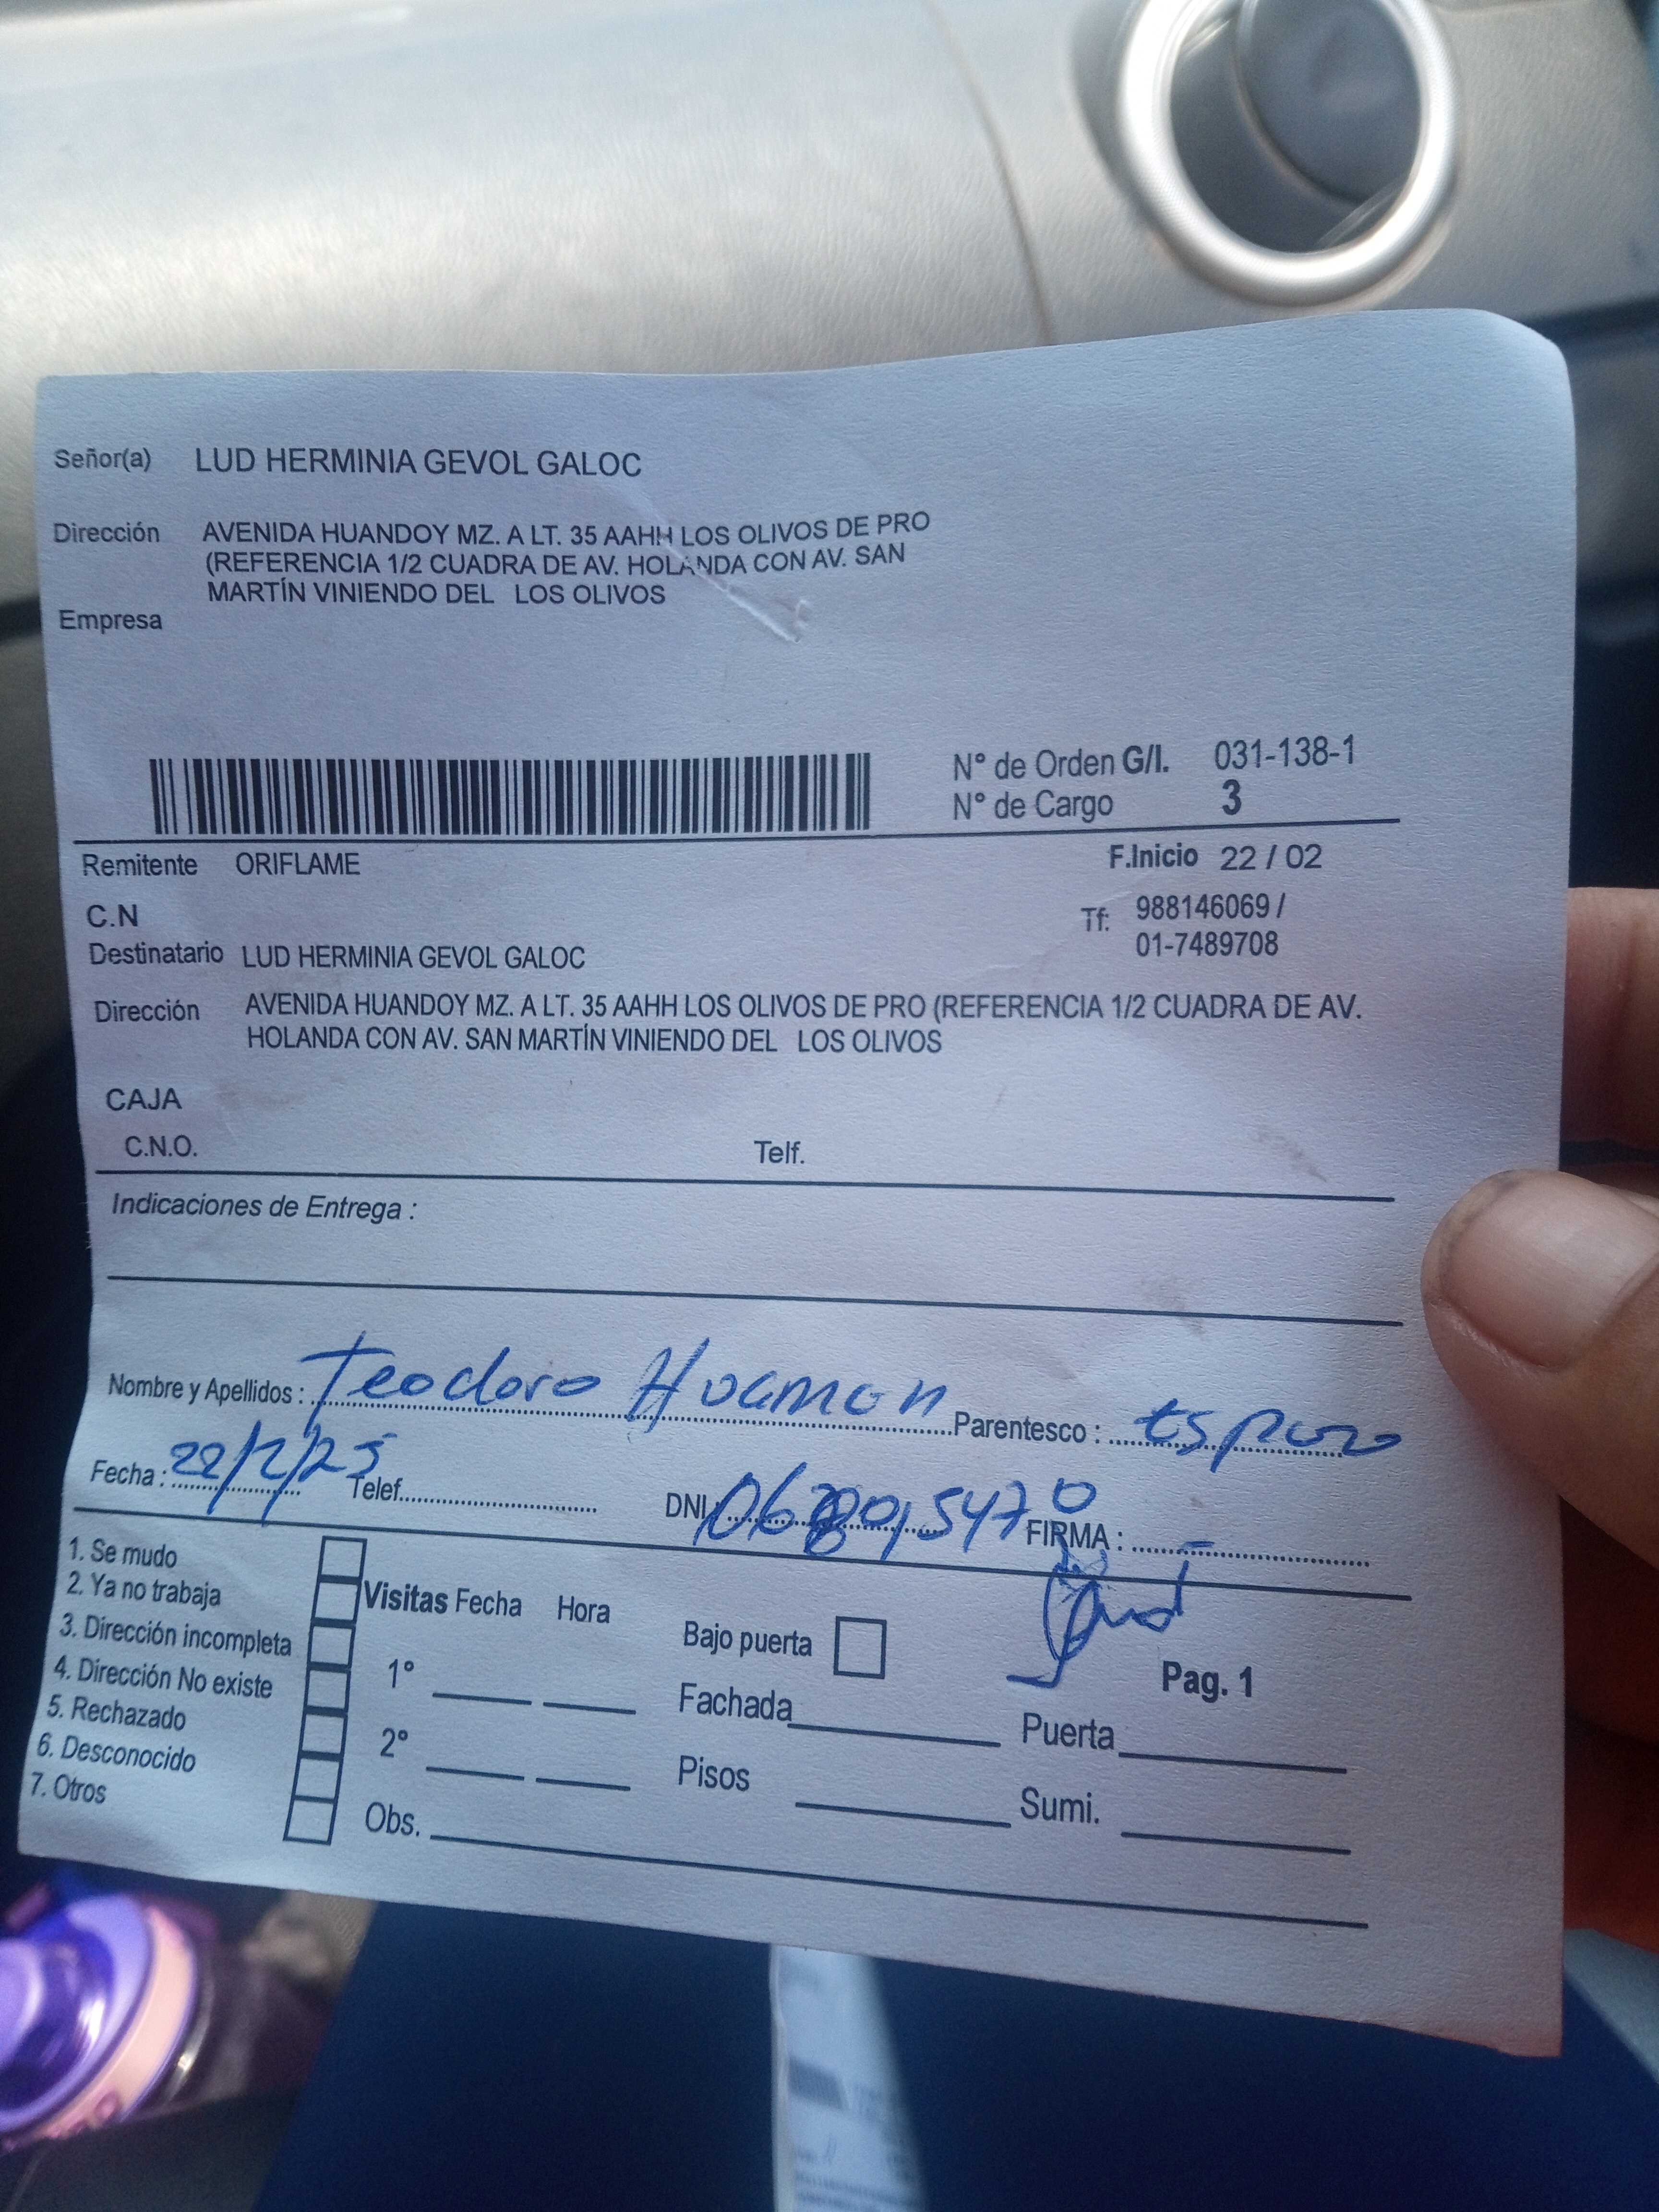 Señor(a) LUD HERMINIA GEVOL GALOC
Dirección AVENIDA HUANDOY MZ. A LT. 35 AAHH LOS OLIVOS DE PRO
(REFERENCIA 1/2 CUADRA DE AV. HOLANDA CON AV. SAN
MARTÍN VINIENDO DEL LOS OLIVOS
Empresa
N° de Orden G/I. 031-138-1
N° de Cargo 3
Remitente ORIFLAME F.Inicio 22 / 02
C.N Tf: 988146069 /
01-7489708
Destinatario LUD HERMINIA GEVOL GALOC
Dirección AVENIDA HUANDOY MZ. A LT. 35 AAHH LOS OLIVOS DE PRO (REFERENCIA 1/2 CUADRA DE AV.
HOLANDA CON AV. SAN MARTÍN VINIENDO DEL LOS OLIVOS
CAJA
C.N.O. Telf.
Indicaciones de Entrega :
Nombre y Apellidos : Teodoro Huamon Parentesco : Esposo
Fecha : 22/2/25 Telef. DNI: FIRMA :
1. Se mudo
2. Ya no trabaja
3. Dirección incompleta
4. Dirección No existe
5. Rechazado
6. Desconocido
7. Otros
Visitas Fecha Hora
1°
2°
Obs.
Bajo puerta
Fachada
Pisos
Pag. 1
Puerta
Sumi.